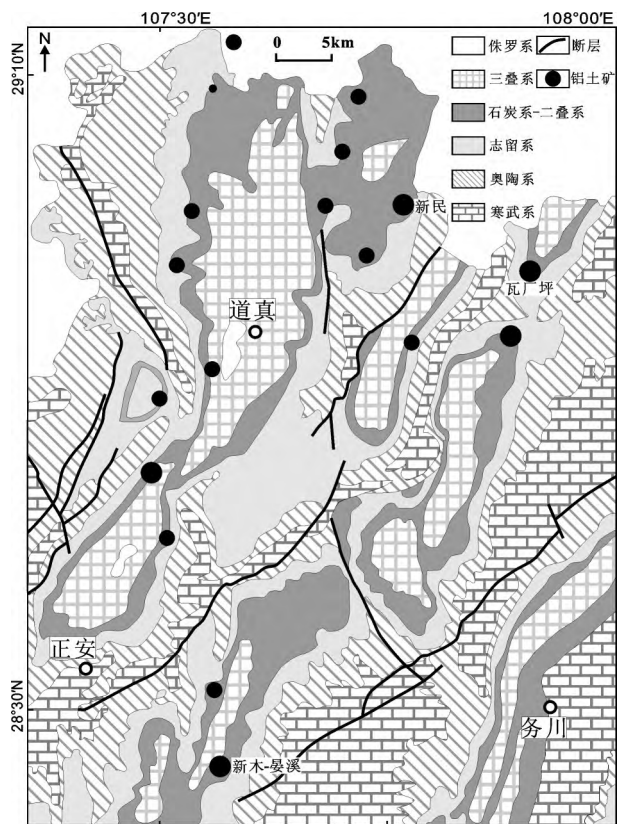 107°30′E 108°00′E
29°10′N
28°30′N
N
0 5km
侏罗系 断层
三叠系 铝土矿
石炭系-二叠系
志留系
奥陶系
寒武系
新民
瓦厂坪
道真
正安
务川
新木-晏溪